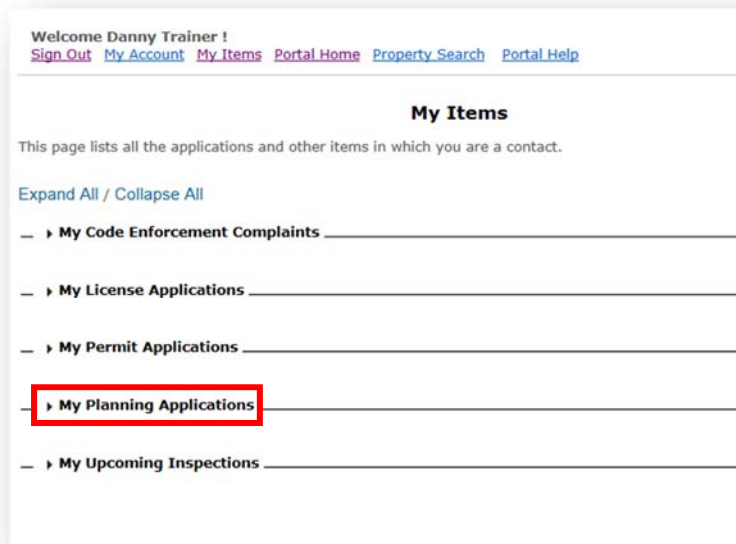 Welcome Danny Trainer !
Sign Out My Account My Items Portal Home Property Search Portal Help
My Items
This page lists all the applications and other items in which you are a contact.
Expand All / Collapse All
My Code Enforcement Complaints
My License Applications
My Permit Applications
My Planning Applications
My Upcoming Inspections